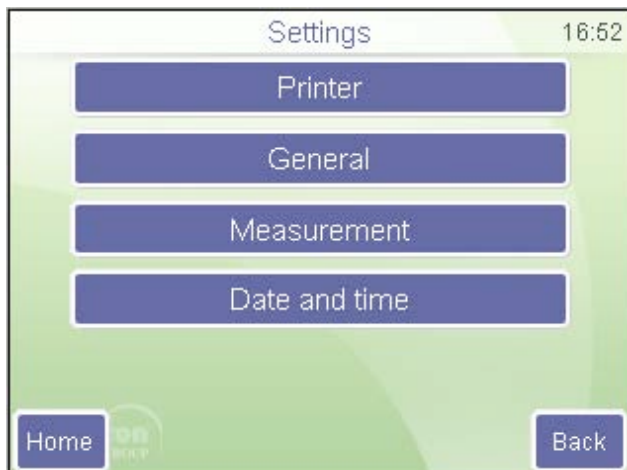 Settings 16:52
Printer
General
Measurement
Date and time
Home Back